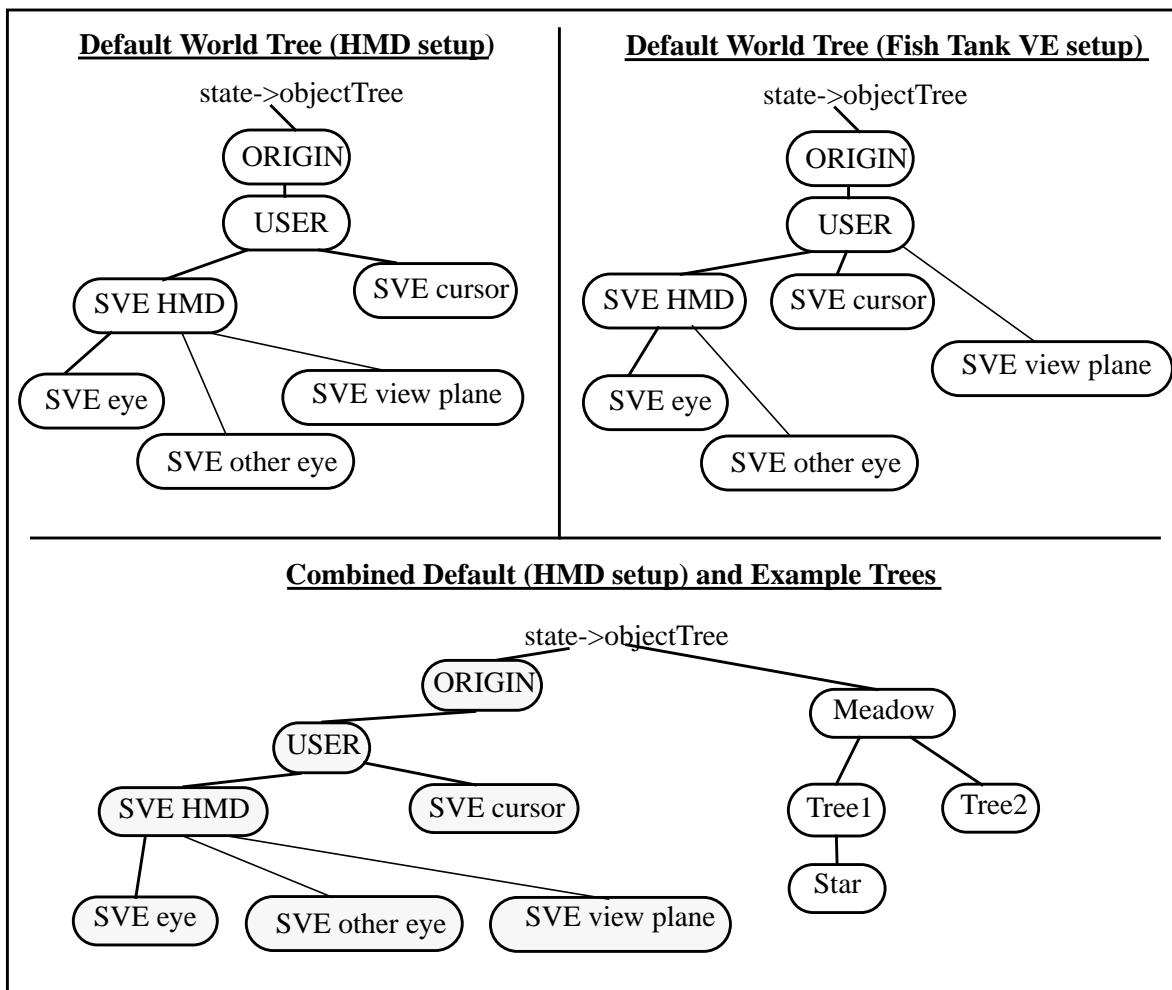 Default World Tree (HMD setup)
state->objectTree
ORIGIN
USER
SVE HMD
SVE cursor
SVE eye
SVE view plane
SVE other eye
Default World Tree (Fish Tank VE setup)
state->objectTree
ORIGIN
USER
SVE HMD
SVE cursor
SVE view plane
SVE eye
SVE other eye
Combined Default (HMD setup) and Example Trees
state->objectTree
ORIGIN
Meadow
USER
SVE HMD
SVE cursor
Tree1
Tree2
Star
SVE eye
SVE other eye
SVE view plane